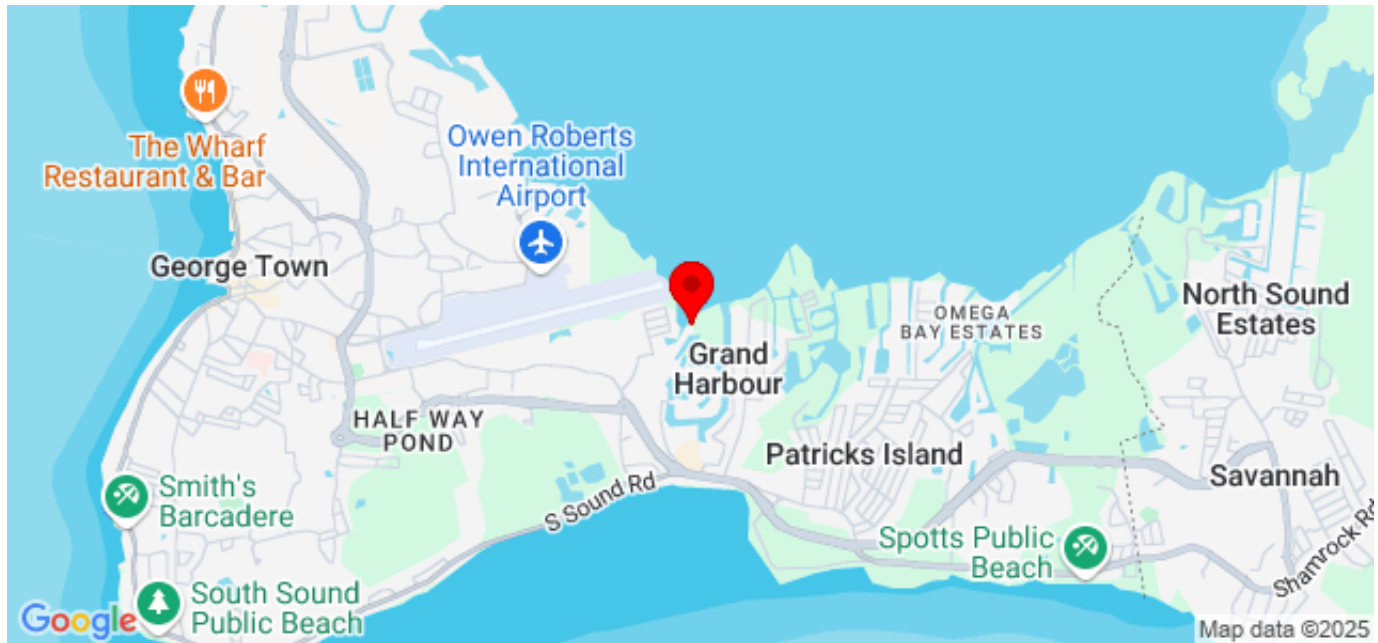 The Wharf
Restaurant & Bar
Owen Roberts
International
Airport
George Town
OMEGA
BAY ESTATES
North Sound
Estates
Grand
Harbour
HALF WAY
POND
Patricks Island
Savannah
Smith's
Barcadere
S Sound Rd
Spotts Public
Beach
Shamrock Rd
South Sound
Public Beach
Google
Map data ©2025